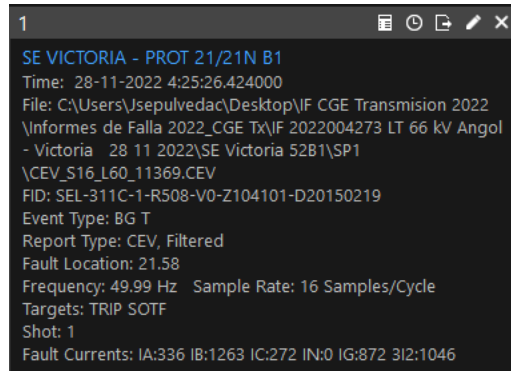 1
SE VICTORIA - PROT 21/21N B1
Time:  28-11-2022 4:25:26.424000
File: C:\Users\Jsepulvedac\Desktop\IF CGE Transmision 2022
\Informes de Falla 2022_CGE Tx\IF 2022004273 LT 66 kV Angol
- Victoria   28 11 2022\SE Victoria 52B1\SP1
\CEV_S16_L60_11369.CEV
FID: SEL-311C-1-R508-V0-Z104101-D20150219
Event Type: BG T
Report Type: CEV, Filtered
Fault Location: 21.58
Frequency: 49.99 Hz   Sample Rate: 16 Samples/Cycle
Targets: TRIP SOTF
Shot: 1
Fault Currents: IA:336 IB:1263 IC:272 IN:0 IG:872 3I2:1046